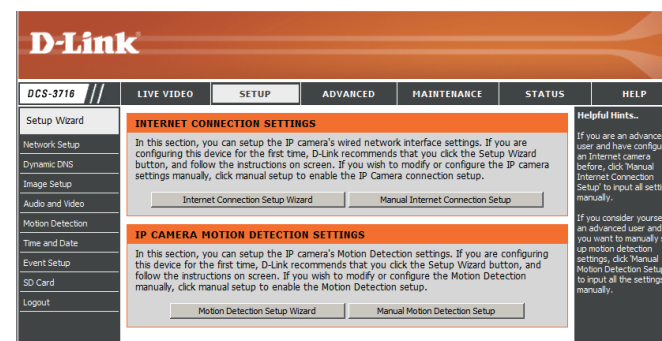 D-Link
DCS-3716
LIVE VIDEO
SETUP
ADVANCED
MAINTENANCE
STATUS
HELP
Setup Wizard
Network Setup
Dynamic DNS
Image Setup
Audio and Video
Motion Detection
Time and Date
Event Setup
SD Card
Logout
INTERNET CONNECTION SETTINGS
In this section, you can setup the IP camera's wired network interface settings. If you are
configuring this device for the first time, D-Link recommends that you click the Setup Wizard
button, and follow the instructions on screen. If you wish to modify or configure the IP camera
settings manually, click manual setup to enable the IP Camera connection setup.
Internet Connection Setup Wizard
Manual Internet Connection Setup
IP CAMERA MOTION DETECTION SETTINGS
In this section, you can setup the IP camera's Motion Detection settings. If you are configuring
this device for the first time, D-Link recommends that you click the Setup Wizard button, and
follow the instructions on screen. If you wish to modify or configure the Motion Detection
manually, click manual setup to enable the Motion Detection setup.
Motion Detection Setup Wizard
Manual Motion Detection Setup
Helpful Hints..
If you are an advance
user and have configu
an Internet camera
before, click 'Manual
Internet Connection
Setup' to input all setti
manually.
If you consider yourse
an advanced user and
you want to manually s
up motion detection
settings, click 'Manual
Motion Detection Setu
to input all the settings
manually.